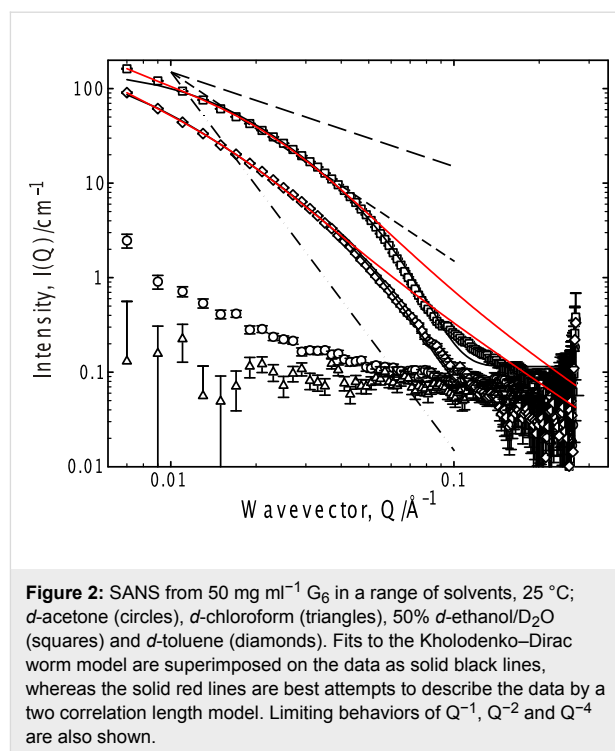 100
10
1
0.1
0.01
Intensity, I(Q)/cm⁻¹
0.01
0.1
Wavevector, Q/Å⁻¹
Figure 2: SANS from 50 mg ml⁻¹ G₆ in a range of solvents, 25 °C;
d-acetone (circles), d-chloroform (triangles), 50% d-ethanol/D₂O
(squares) and d-toluene (diamonds). Fits to the Kholodenko–Dirac
worm model are superimposed on the data as solid black lines,
whereas the solid red lines are best attempts to describe the data by a
two correlation length model. Limiting behaviors of Q⁻¹, Q⁻² and Q⁻⁴
are also shown.